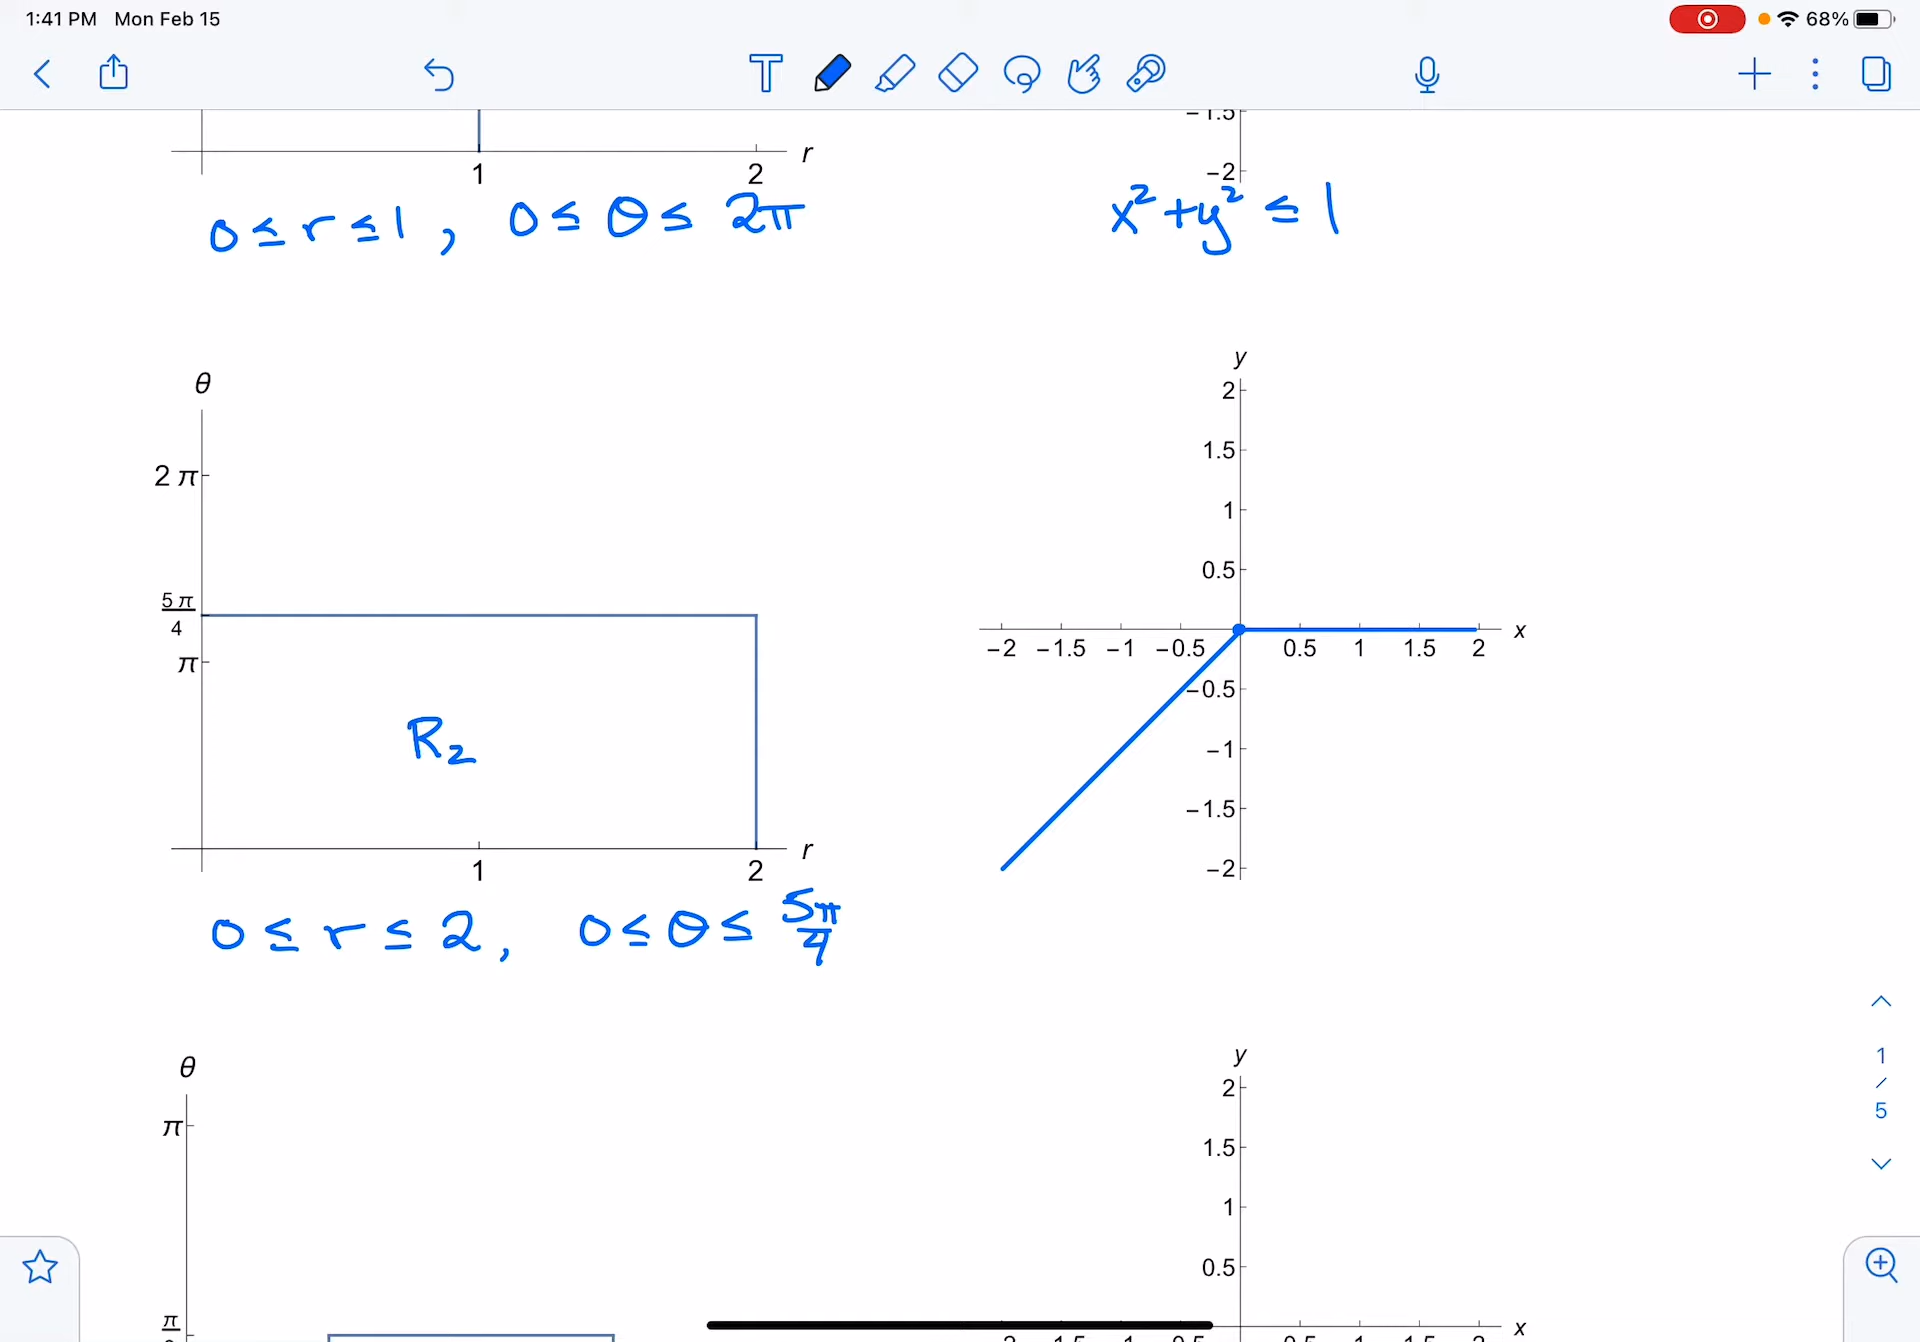 1:41 PM Mon Feb 15
68%
T
-1.5
1 2 r
-2
0 ≤ r ≤ 1, 0 ≤ θ ≤ 2π
x² + y² ≤ 1
θ
2 π
5 π
4
π
R₂
1 2 r
0 ≤ r ≤ 2, 0 ≤ θ ≤ 5π/4
y
2
1.5
1
0.5
-2 -1.5 -1 -0.5 0.5 1 1.5 2 x
-0.5
-1
-1.5
-2
1
/
5
θ
π
π
y
2
1.5
1
0.5
x